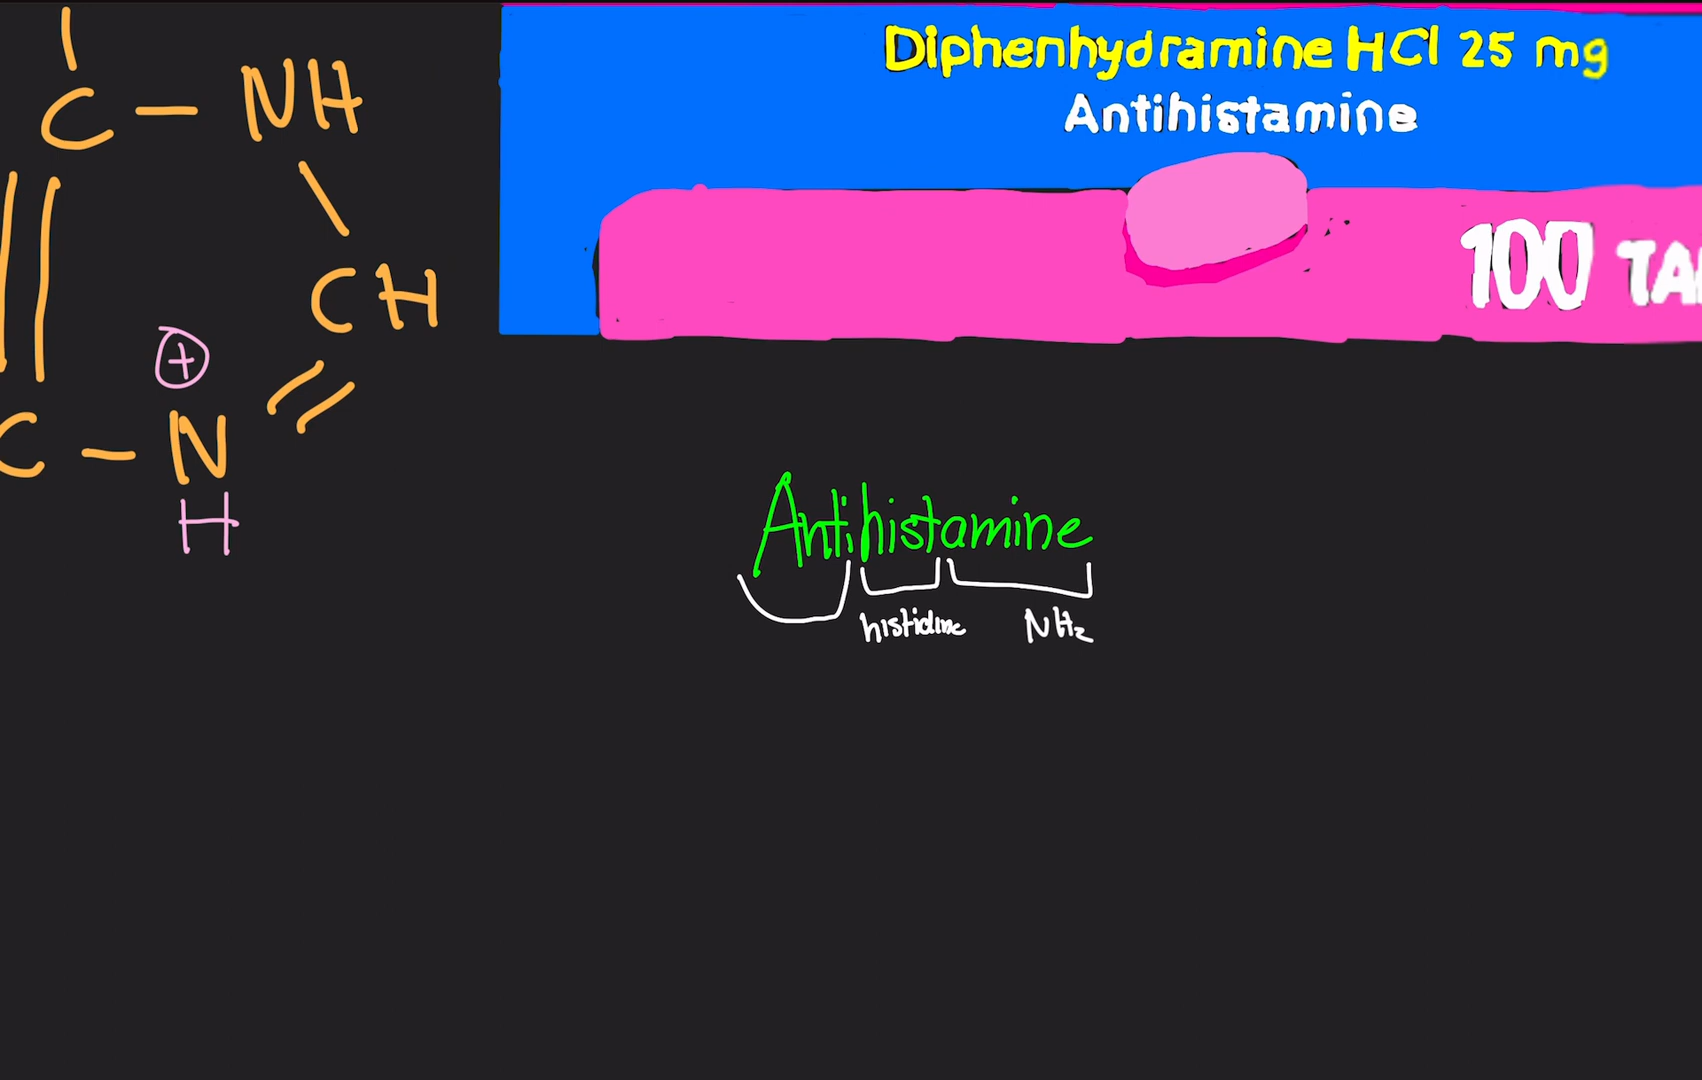 C - NH
CH
+
C - N
H
Diphenhydramine HCl 25 mg
Antihistamine
100 TA
Antihistamine
histidine NH₂